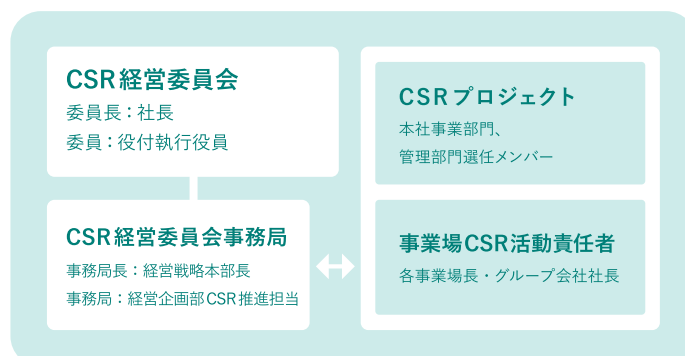 CSR経営委員会
委員長：社長
委員：役付執行役員
CSR経営委員会事務局
事務局長：経営戦略本部長
事務局：経営企画部CSR推進担当
CSRプロジェクト
本社事業部門、
管理部門選任メンバー
事業場CSR活動責任者
各事業場長・グループ会社社長